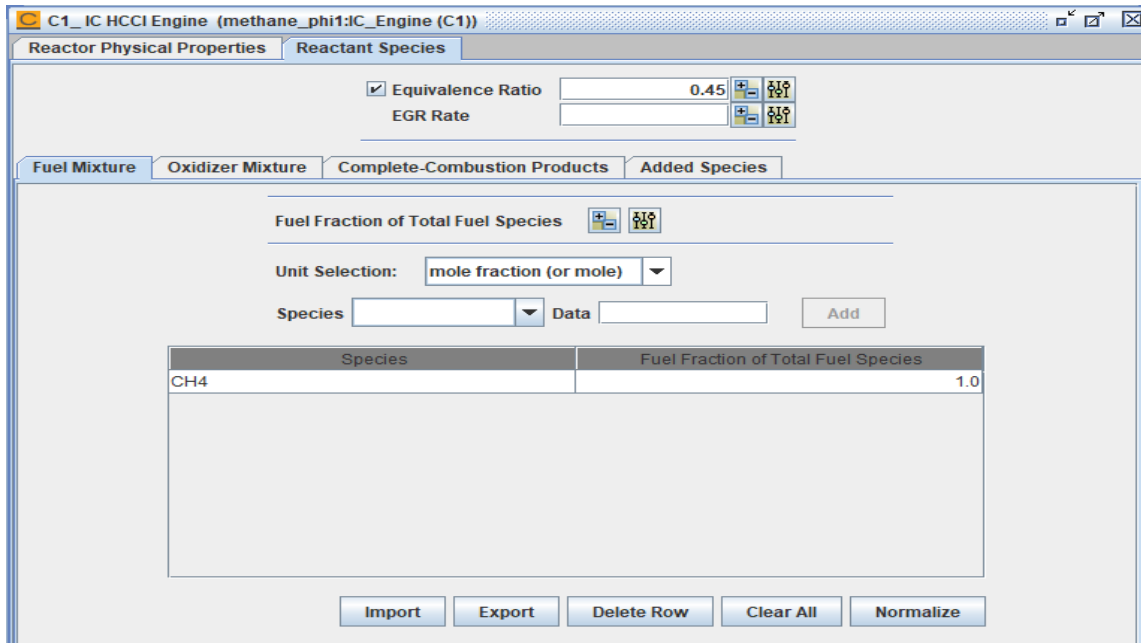 C C1_ IC HCCI Engine (methane_phi1:IC_Engine (C1))
Reactor Physical Properties Reactant Species
Equivalence Ratio 0.45
EGR Rate
Fuel Mixture Oxidizer Mixture Complete-Combustion Products Added Species
Fuel Fraction of Total Fuel Species
Unit Selection: mole fraction (or mole)
Species Data Add
Species Fuel Fraction of Total Fuel Species
CH4 1.0
Import Export Delete Row Clear All Normalize